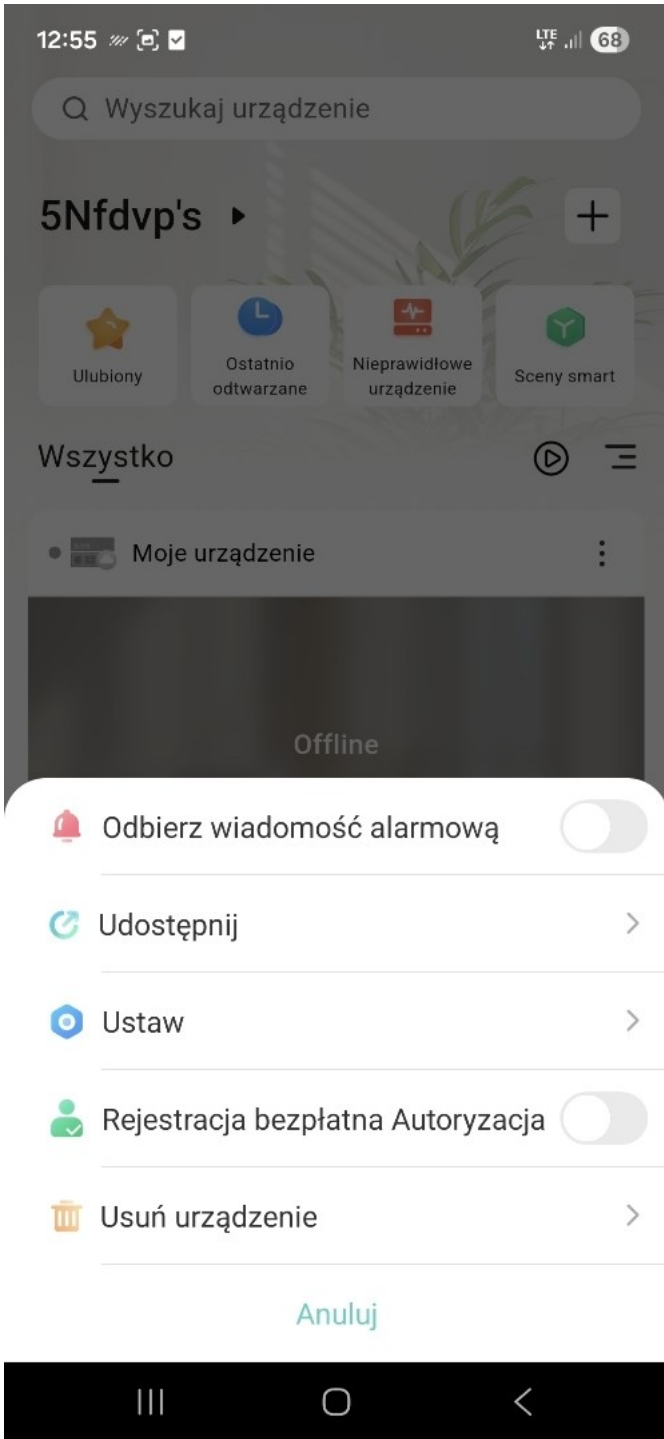 12:55
LTE
68
Wyszukaj urządzenie
5Nfdvp's
Ulubiony
Ostatnio
odtwarzane
Nieprawidłowe
urządzenie
Sceny smart
Wszystko
Moje urządzenie
Offline
Odbierz wiadomość alarmową
Udostępnij
Ustaw
Rejestracja bezpłatna Autoryzacja
Usuń urządzenie
Anuluj